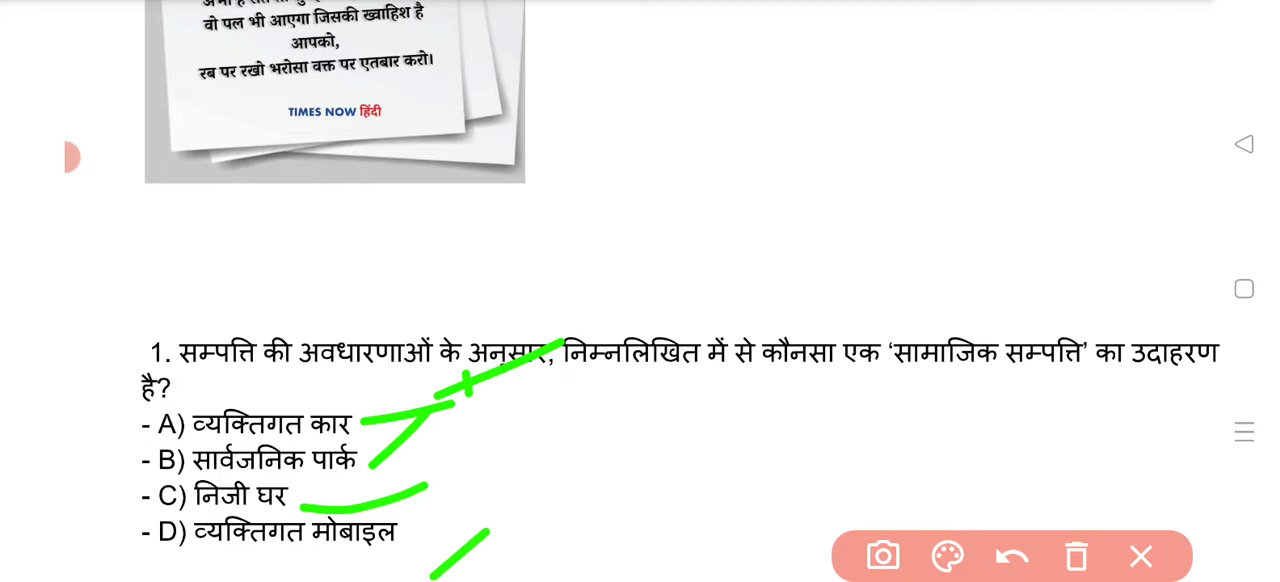 वो पल भी आएगा जिसकी ख्वाहिश है
आपको,
रब पर रखो भरोसा वक्त पर एतबार करो।
TIMES NOW हिंदी
1. सम्पत्ति की अवधारणाओं के अनुसार, निम्नलिखित में से कौनसा एक ‘सामाजिक सम्पत्ति’ का उदाहरण
है?
- A) व्यक्तिगत कार
- B) सार्वजनिक पार्क
- C) निजी घर
- D) व्यक्तिगत मोबाइल